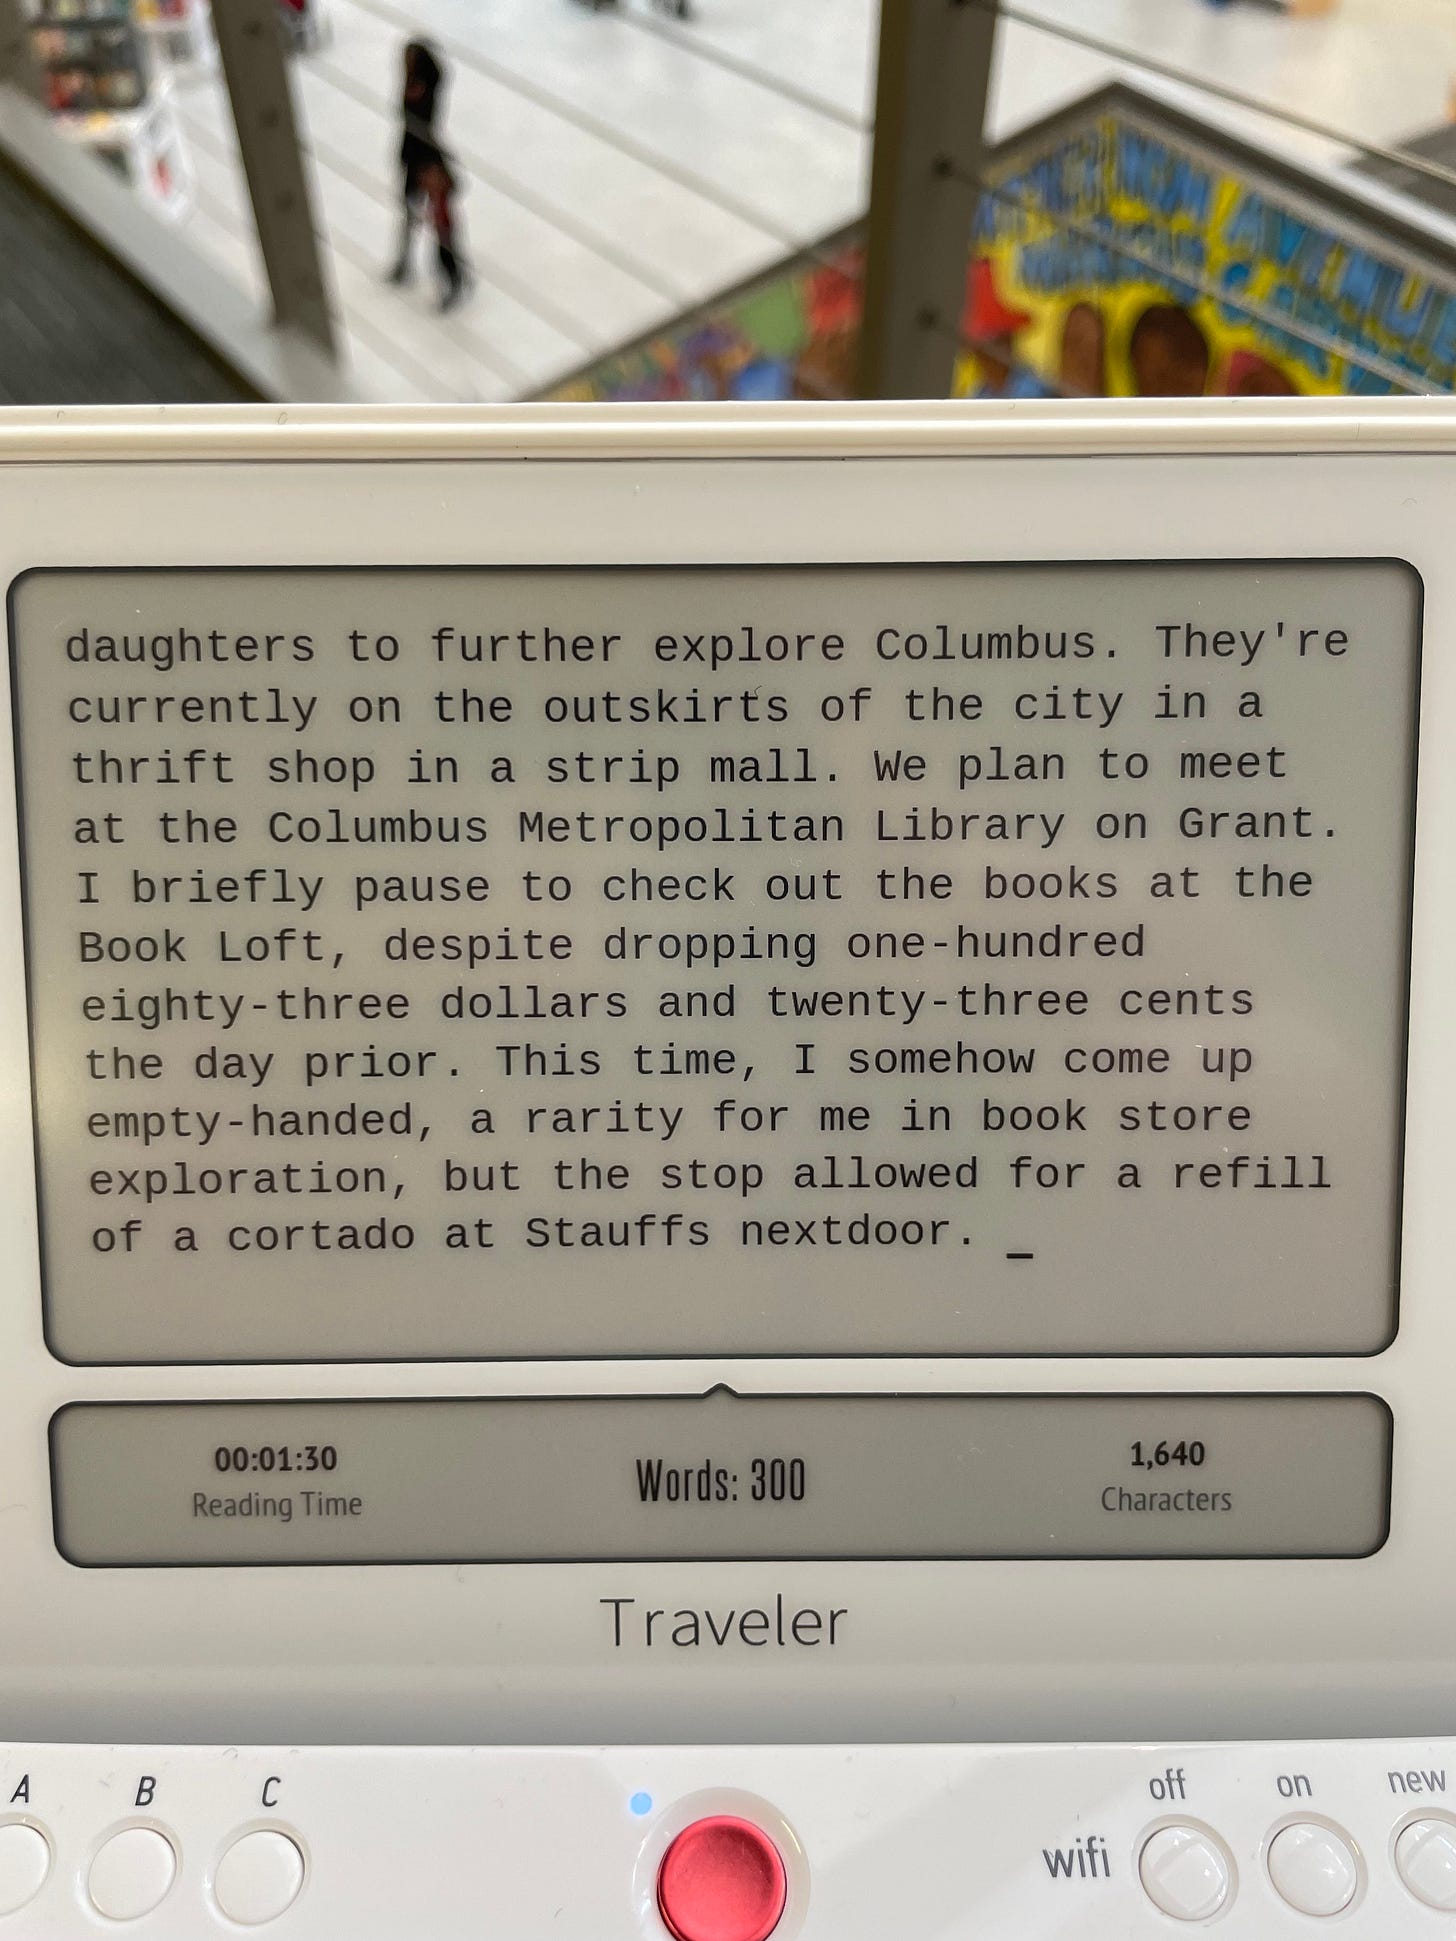 daughters to further explore Columbus. They're
currently on the outskirts of the city in a
thrift shop in a strip mall. We plan to meet
at the Columbus Metropolitan Library on Grant.
I briefly pause to check out the books at the
Book Loft, despite dropping one-hundred
eighty-three dollars and twenty-three cents
the day prior. This time, I somehow come up
empty-handed, a rarity for me in book store
exploration, but the stop allowed for a refill
of a cortado at Stauffs nextdoor. _
00:01:30 Words: 300 1,640
Reading Time Characters
Traveler
A B C off on new
wifi